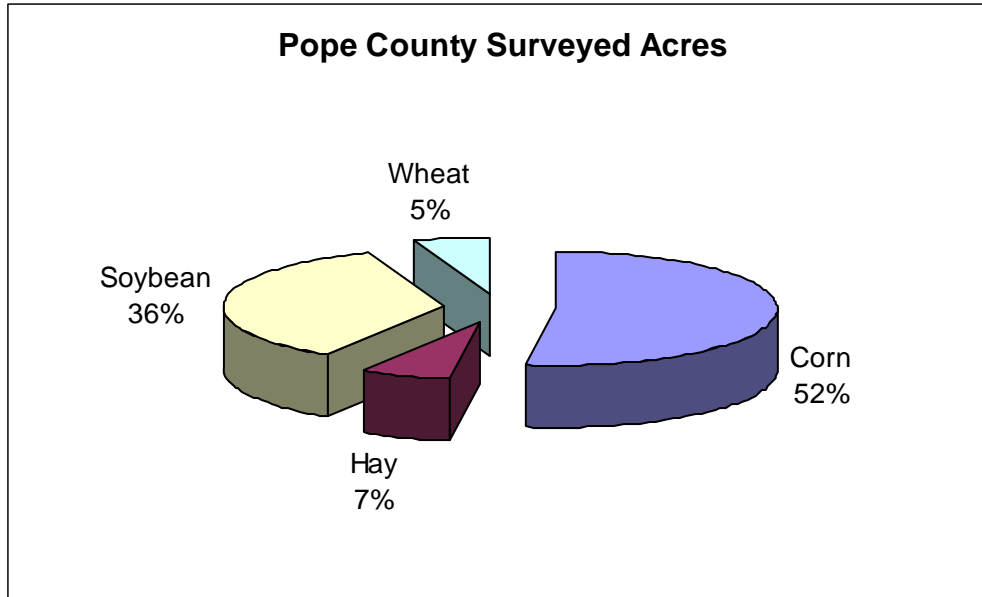 Pope County Surveyed Acres
Wheat
5%
Soybean
36%
Corn
52%
Hay
7%